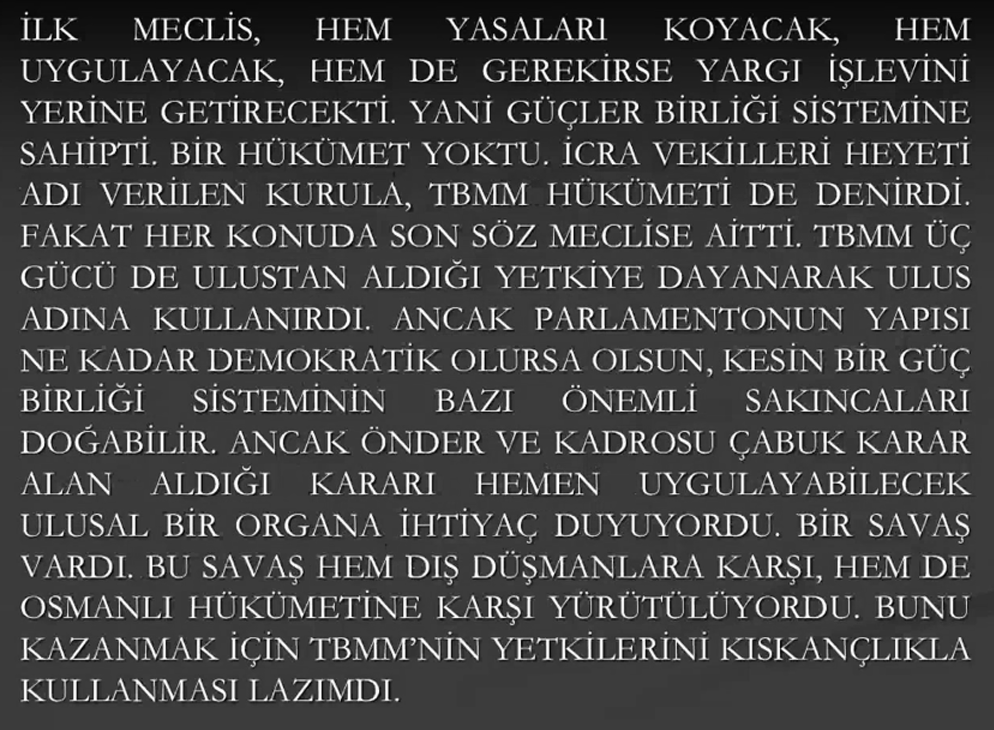 İLK MECLİS, HEM YASALARI KOYACAK, HEM
UYGULAYACAK, HEM DE GEREKİRSE YARGI İŞLEVİNİ
YERİNE GETİRECEKTİ. YANİ GÜÇLER BİRLİĞİ SİSTEMİNE
SAHİPTİ. BİR HÜKÜMET YOKTU. İCRA VEKİLLERİ HEYETİ
ADI VERİLEN KURULA, TBMM HÜKÜMETİ DE DENİRDİ.
FAKAT HER KONUDA SON SÖZ MECLİSE AİTTİ. TBMM ÜÇ
GÜCÜ DE ULUSTAN ALDIĞI YETKİYE DAYANARAK ULUS
ADINA KULLANIRDI. ANCAK PARLAMENTONUN YAPISI
NE KADAR DEMOKRATİK OLURSA OLSUN, KESİN BİR GÜÇ
BİRLİĞİ SİSTEMİNİN BAZI ÖNEMLİ SAKINCALARI
DOĞABİLİR. ANCAK ÖNDER VE KADROSU ÇABUK KARAR
ALAN ALDIĞI KARARI HEMEN UYGULAYABİLECEK
ULUSAL BİR ORGANA İHTİYAÇ DUYUYORDU. BİR SAVAŞ
VARDI. BU SAVAŞ HEM DIŞ DÜŞMANLARA KARŞI, HEM DE
OSMANLI HÜKÜMETİNE KARŞI YÜRÜTÜLÜYORDU. BUNU
KAZANMAK İÇİN TBMM'NİN YETKİLERİNİ KISKANÇLIKLA
KULLANMASI LAZIMDI.